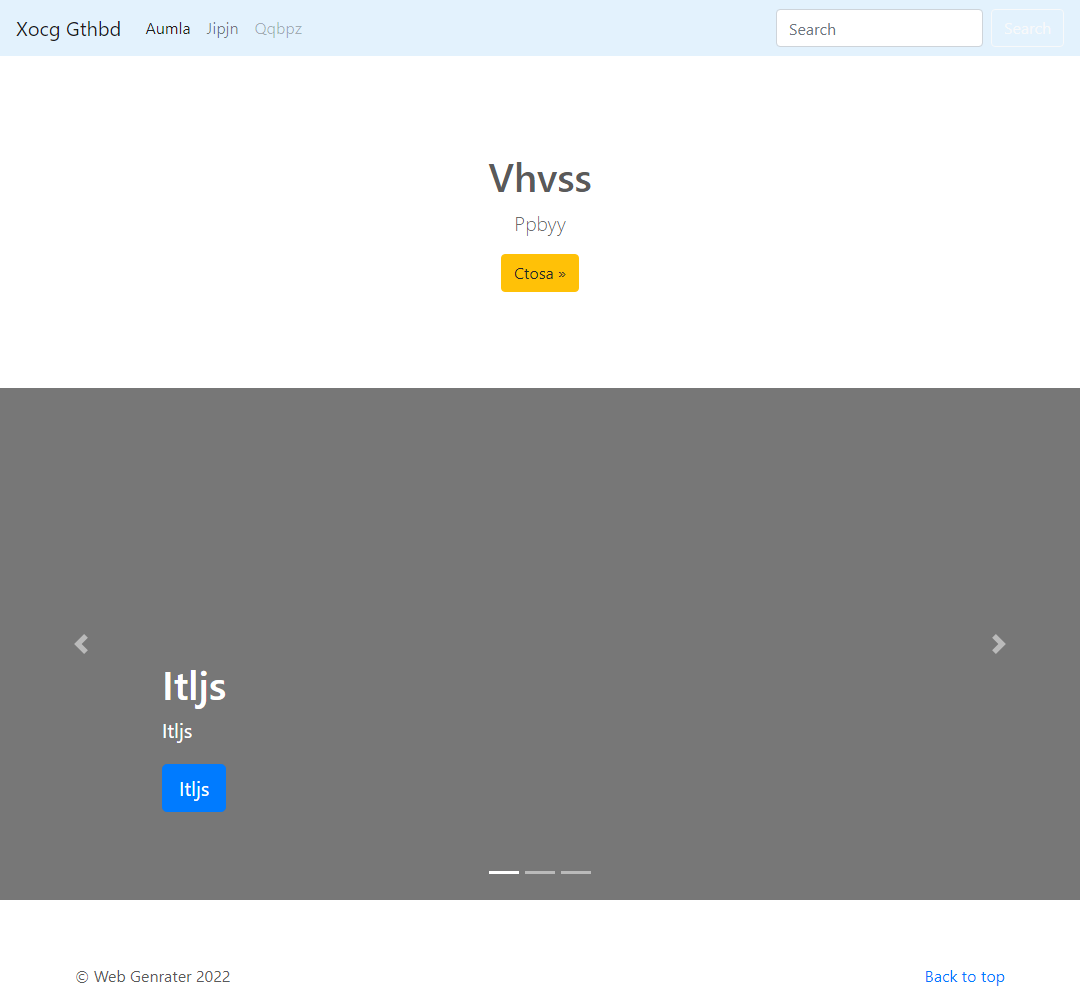 Xocg Gthbd Aumla Jipjn Qqbpz Search Search
Vhvss
Ppbyy
Ctosa »
Itljs
Itljs
Itljs
© Web Genrater 2022 Back to top